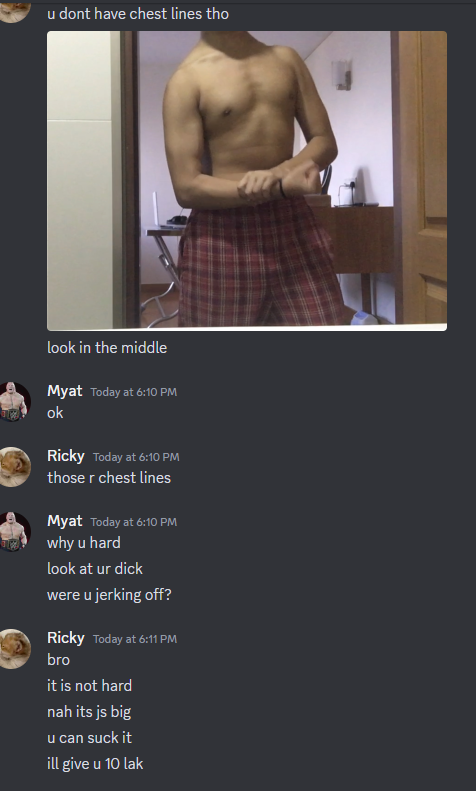 u dont have chest lines tho
look in the middle
Myat Today at 6:10 PM
ok
Ricky Today at 6:10 PM
those r chest lines
Myat Today at 6:10 PM
why u hard
look at ur dick
were u jerking off?
Ricky Today at 6:11 PM
bro
it is not hard
nah its js big
u can suck it
ill give u 10 lak